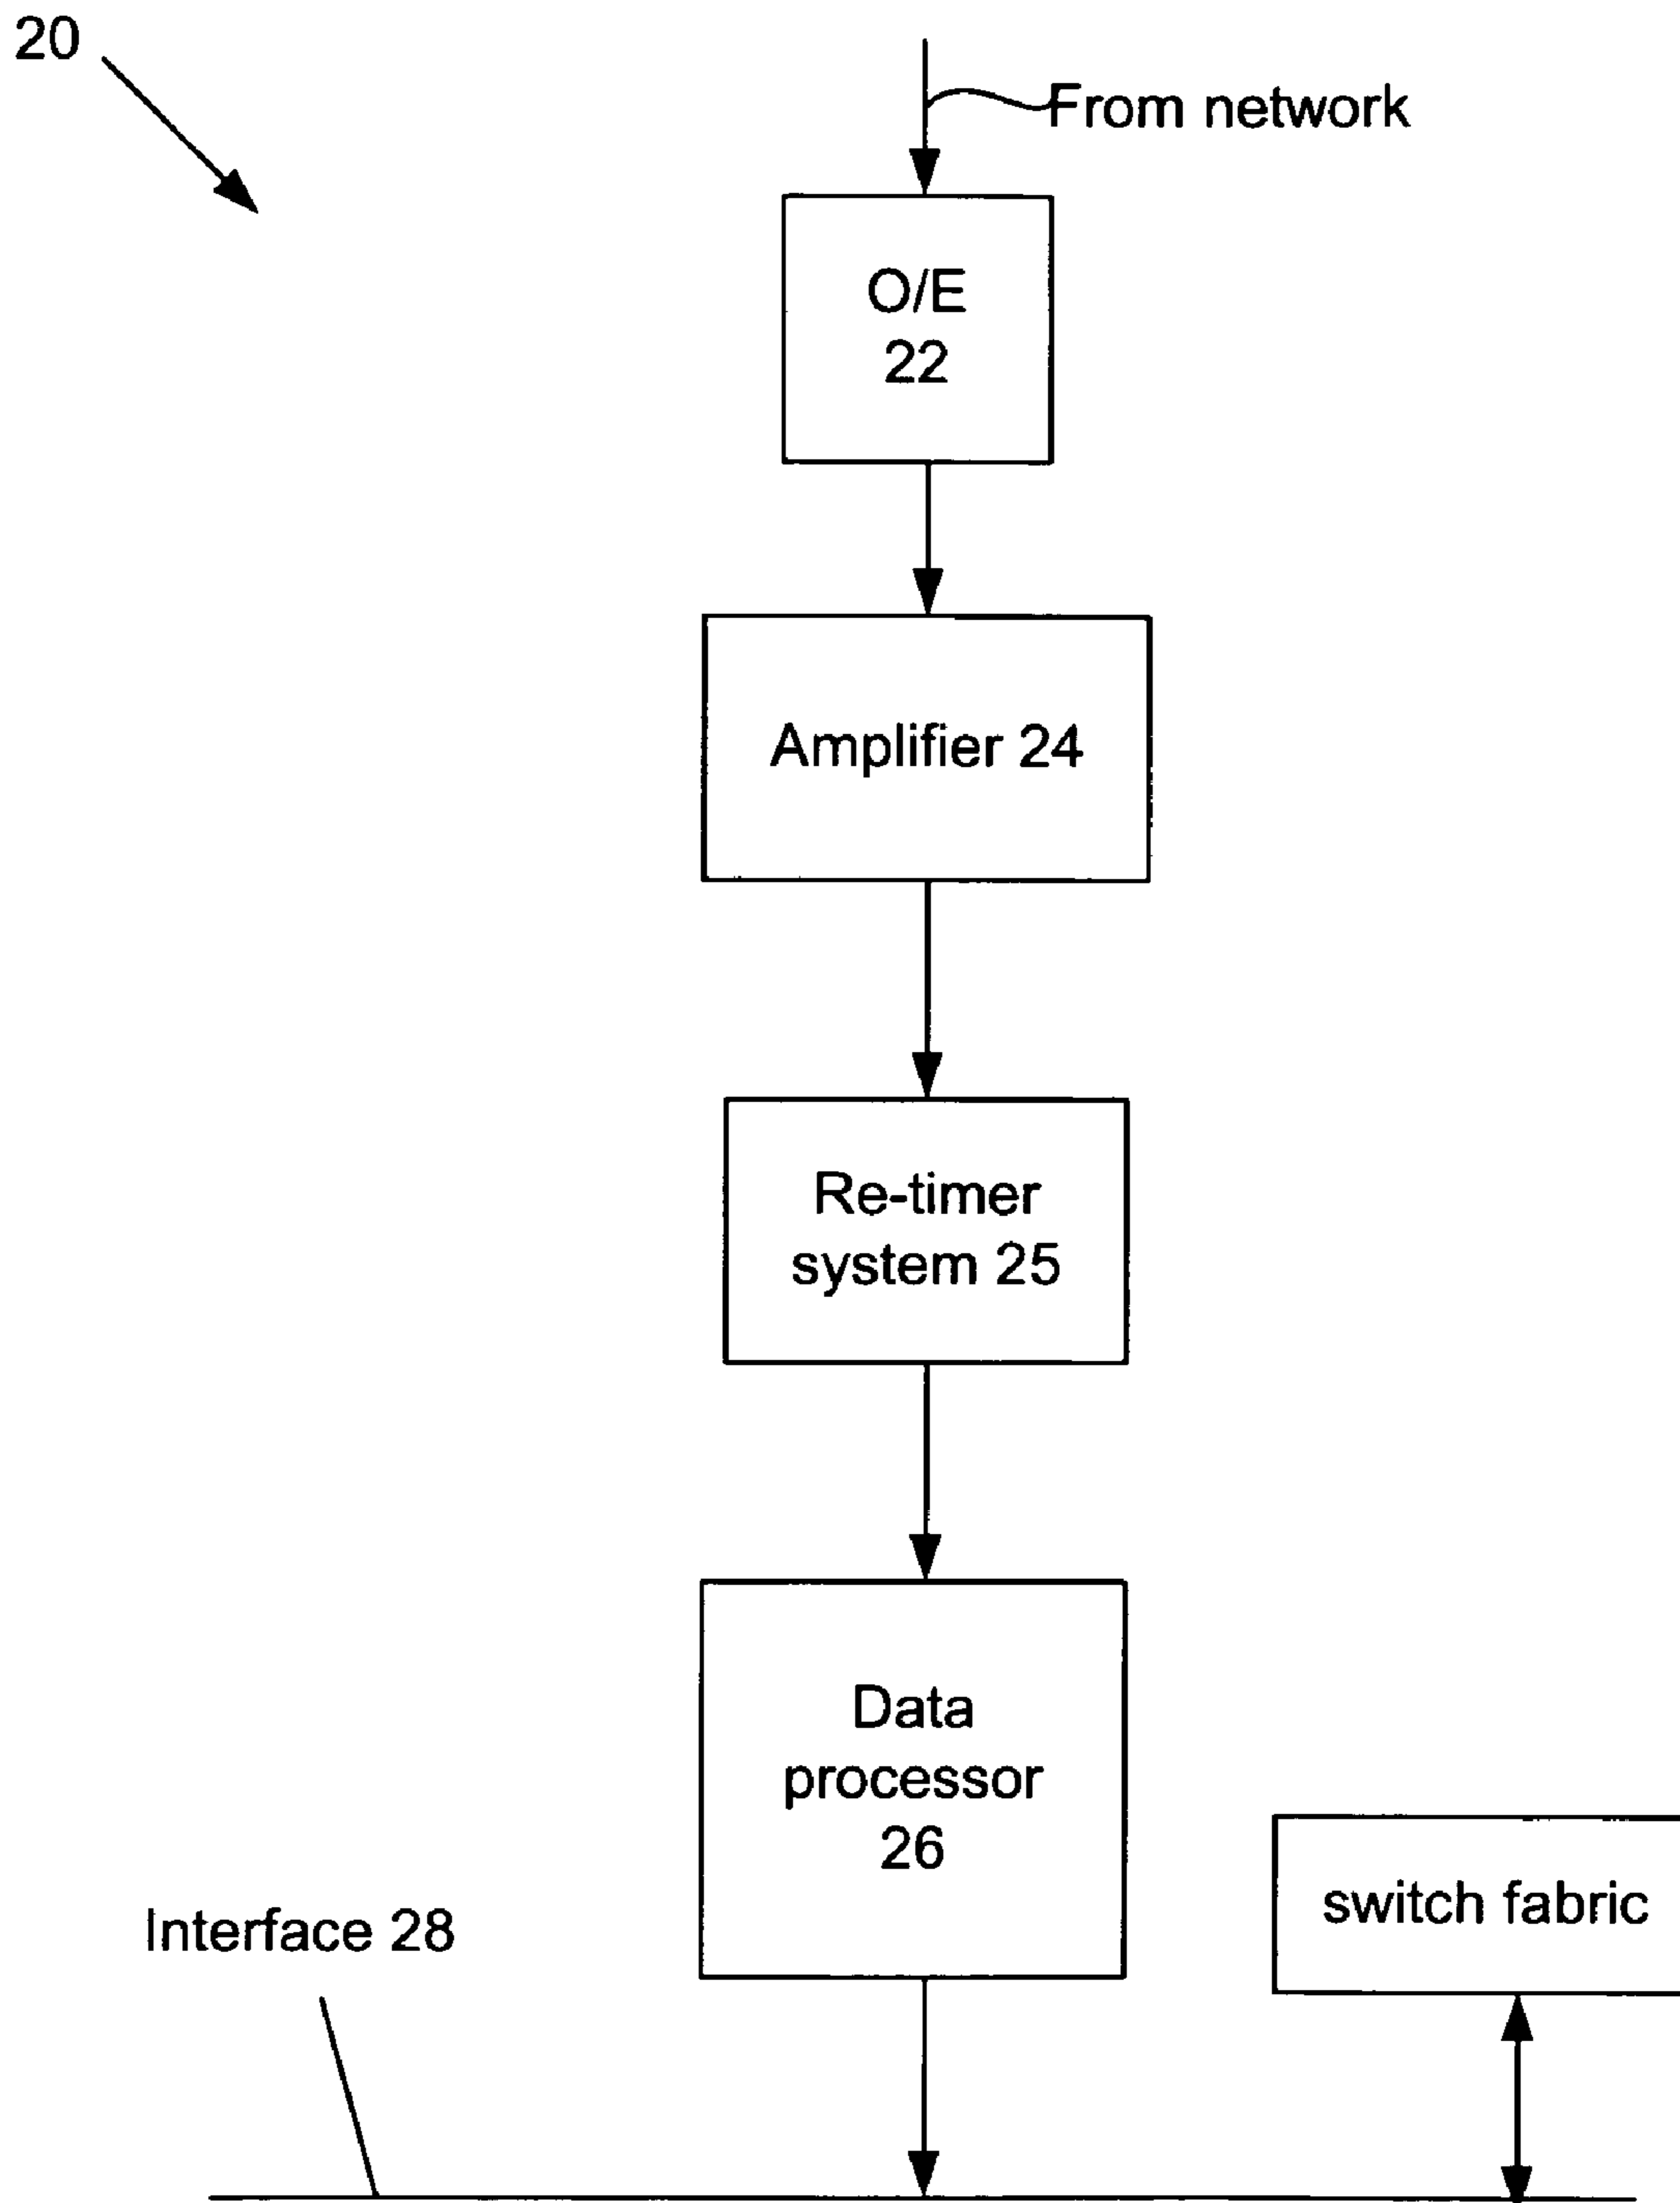 20
From network
O/E
22
Amplifier 24
Re-timer
system 25
Data
processor
26
switch fabric
Interface 28